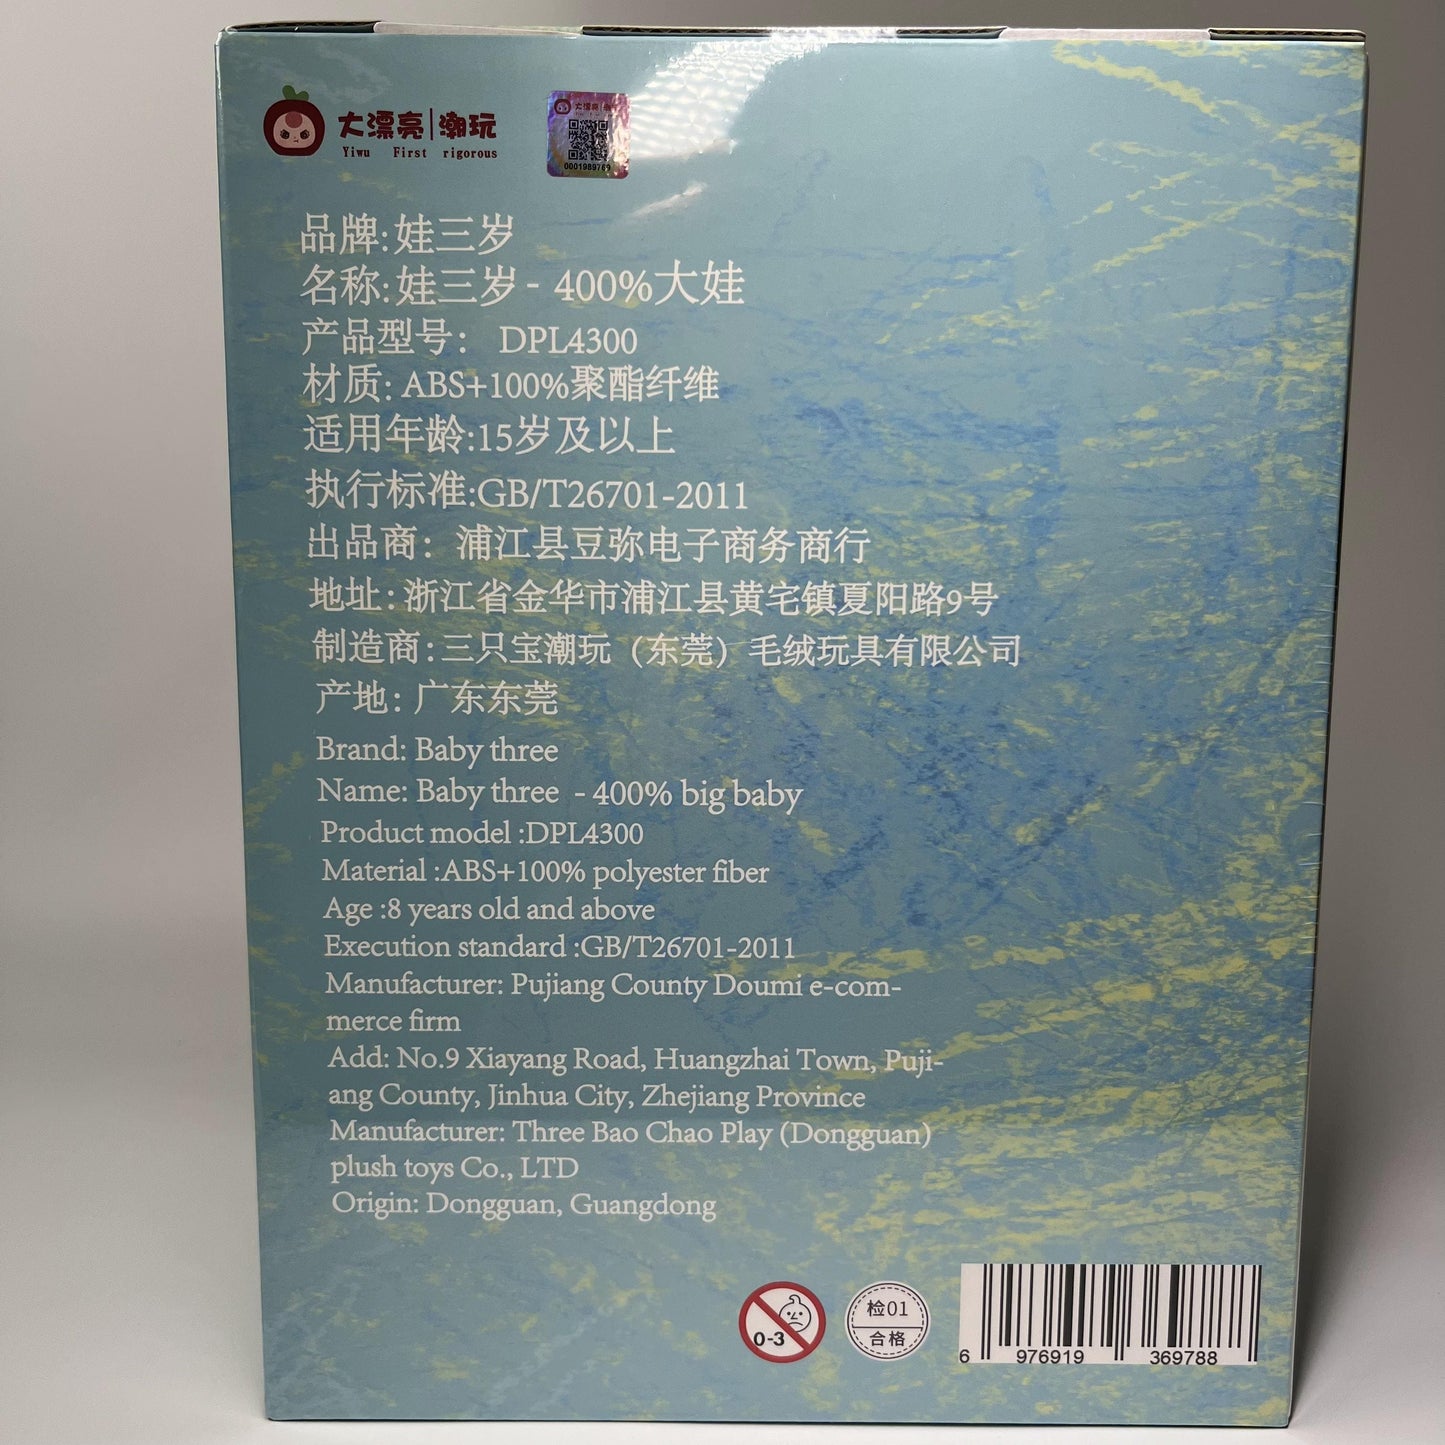 大漂亮|潮玩
Yiwu First rigorous
0001989769
品牌:娃三岁
名称:娃三岁 - 400%大娃
产品型号: DPL4300
材质: ABS+100%聚酯纤维
适用年龄:15岁及以上
执行标准:GB/T26701-2011
出品商: 浦江县豆弥电子商务商行
地址:浙江省金华市浦江县黄宅镇夏阳路9号
制造商:三只宝潮玩（东莞）毛绒玩具有限公司
产地: 广东东莞
Brand: Baby three
Name: Baby three - 400% big baby
Product model :DPL4300
Material :ABS+100% polyester fiber
Age :8 years old and above
Execution standard :GB/T26701-2011
Manufacturer: Pujiang County Doumi e-com-
merce firm
Add: No.9 Xiayang Road, Huangzhai Town, Puji-
ang County, Jinhua City, Zhejiang Province
Manufacturer: Three Bao Chao Play (Dongguan)
plush toys Co., LTD
Origin: Dongguan, Guangdong
0-3
检01
合格
6 976919 369788